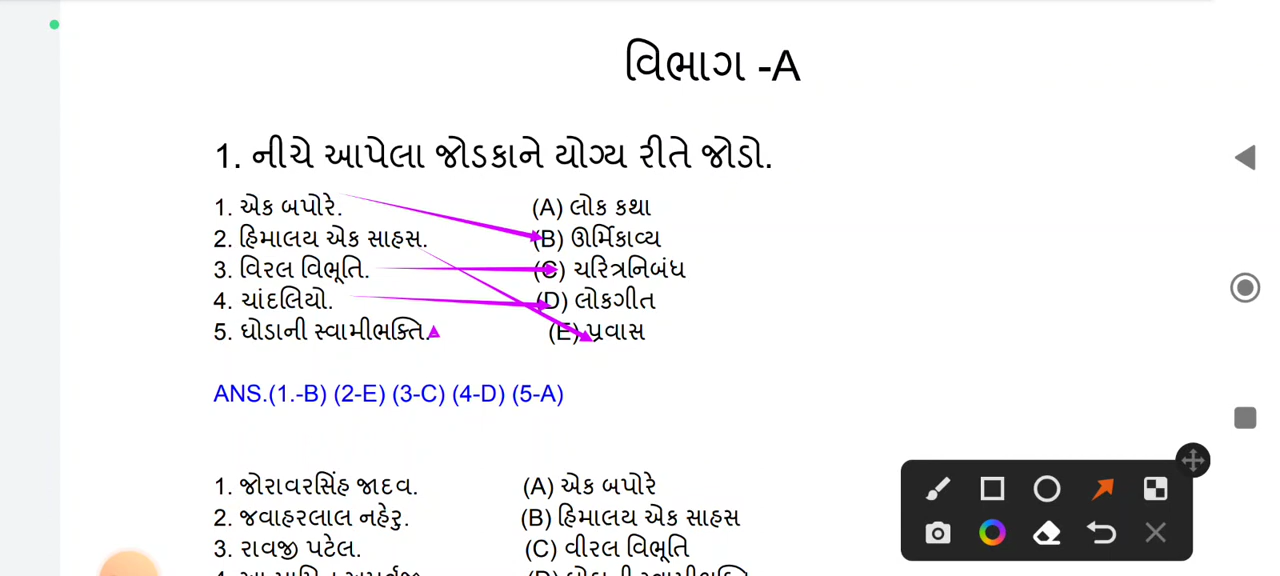 વિભાગ -A
1. નીચે આપેલા જોડકાને યોગ્ય રીતે જોડો.
1. એક બપોરે. (A) લોક કથા
2. હિમાલય એક સાહસ. (B) ઊર્મિકાવ્ય
3. વિરલ વિભૂતિ. (C) ચરિત્રનિબંધ
4. ચાંદલિયો. (D) લોકગીત
5. ઘોડાની સ્વામીભક્તિ. (E) પ્રવાસ
ANS.(1.-B) (2-E) (3-C) (4-D) (5-A)
1. જોરાવરસિંહ જાદવ. (A) એક બપોરે
2. જવાહરલાલ નહેરુ. (B) હિમાલય એક સાહસ
3. રાવજી પટેલ. (C) વીરલ વિભૂતિ